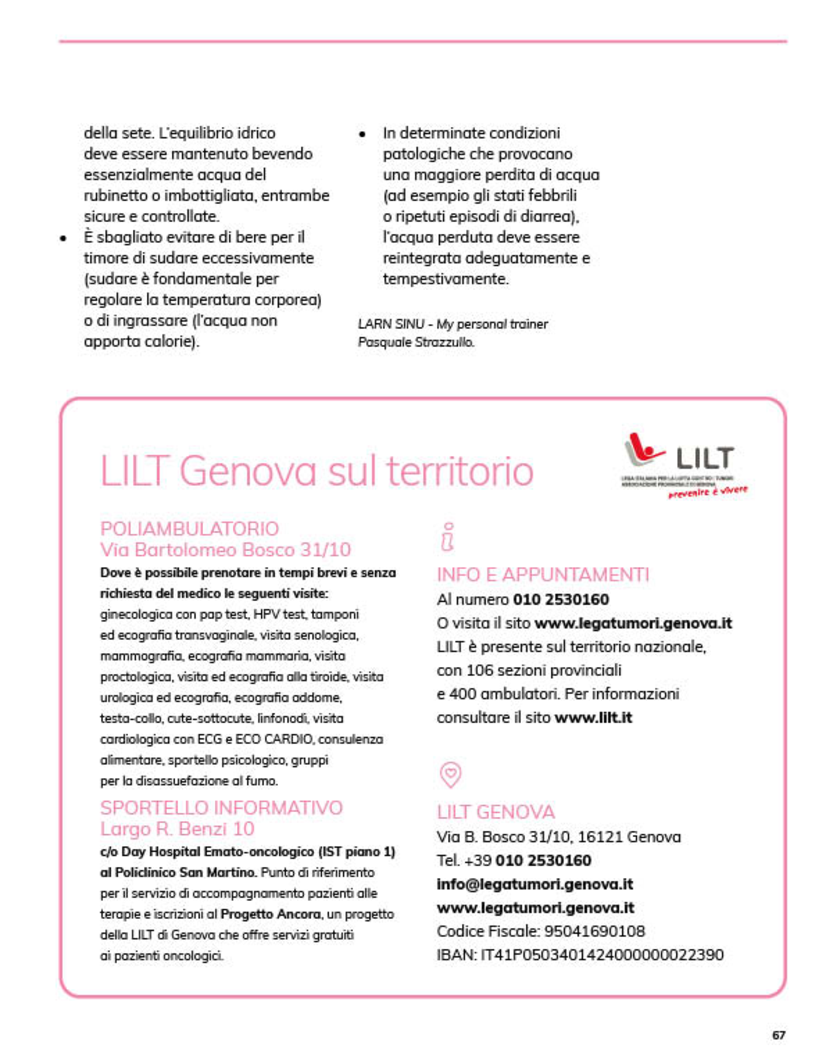 della sete. L'equilibrio idrico
deve essere mantenuto bevendo
essenzialmente acqua del
rubinetto o imbottigliata, entrambe
sicure e controllate.
• È sbagliato evitare di bere per il
timore di sudare eccessivamente
(sudare è fondamentale per
regolare la temperatura corporea)
o di ingrassare (l'acqua non
apporta calorie).
• In determinate condizioni
patologiche che provocano
una maggiore perdita di acqua
(ad esempio gli stati febbrili
o ripetuti episodi di diarrea),
l'acqua perduta deve essere
reintegrata adeguatamente e
tempestivamente.
LARN SINU - My personal trainer
Pasquale Strazzullo.
LILT Genova sul territorio
LILT
LEGA ITALIANA PER LA LOTTA CONTRO I TUMORI
ASSOCIAZIONE PROVINCIALE DI GENOVA
prevenire è vivere
POLIAMBULATORIO
Via Bartolomeo Bosco 31/10
Dove è possibile prenotare in tempi brevi e senza
richiesta del medico le seguenti visite:
ginecologica con pap test, HPV test, tamponi
ed ecografia transvaginale, visita senologica,
mammografia, ecografia mammaria, visita
proctologica, visita ed ecografia alla tiroide, visita
urologica ed ecografia, ecografia addome,
testa-collo, cute-sottocute, linfonodi, visita
cardiologica con ECG e ECO CARDIO, consulenza
alimentare, sportello psicologico, gruppi
per la disassuefazione al fumo.
SPORTELLO INFORMATIVO
Largo R. Benzi 10
c/o Day Hospital Emato-oncologico (IST piano 1)
al Policlinico San Martino. Punto di riferimento
per il servizio di accompagnamento pazienti alle
terapie e iscrizioni al Progetto Ancora, un progetto
della LILT di Genova che offre servizi gratuiti
ai pazienti oncologici.
i
INFO E APPUNTAMENTI
Al numero 010 2530160
O visita il sito www.legatumori.genova.it
LILT è presente sul territorio nazionale,
con 106 sezioni provinciali
e 400 ambulatori. Per informazioni
consultare il sito www.lilt.it
LILT GENOVA
Via B. Bosco 31/10, 16121 Genova
Tel. +39 010 2530160
info@legatumori.genova.it
www.legatumori.genova.it
Codice Fiscale: 95041690108
IBAN: IT41P0503401424000000022390
67